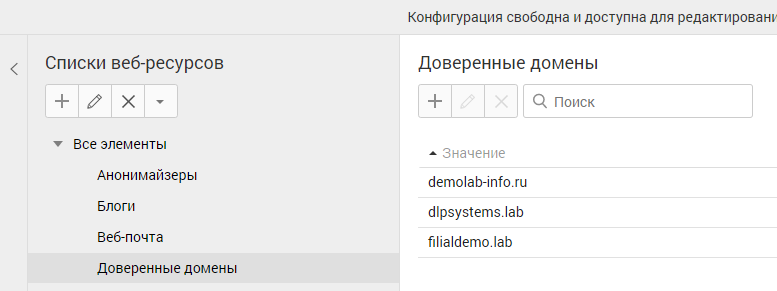 Конфигурация свободна и доступна для редактировани
Списки веб-ресурсов
Все элементы
Анонимайзеры
Блоги
Веб-почта
Доверенные домены
Доверенные домены
Поиск
Значение
demolab-info.ru
dlpsystems.lab
filialdemo.lab